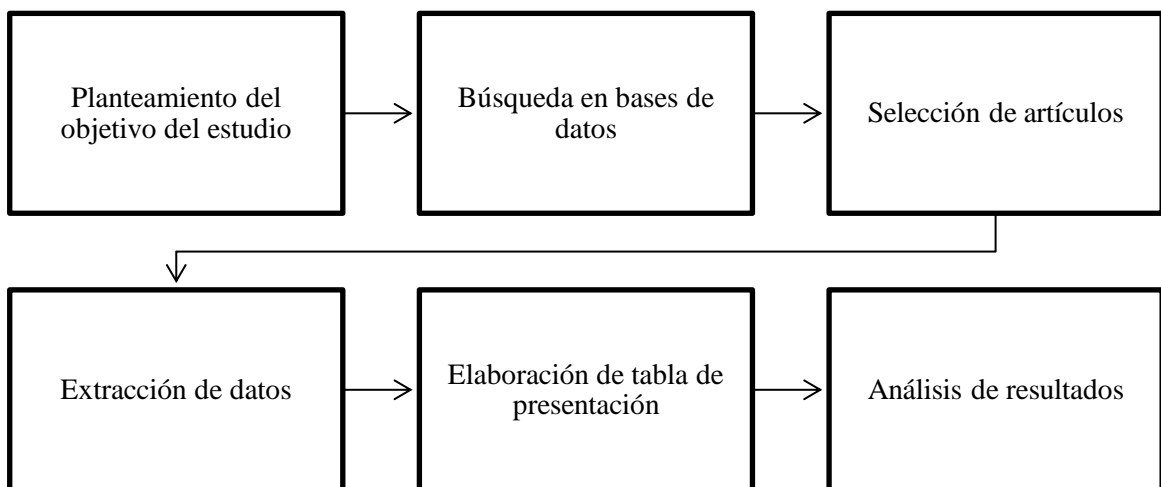 Planteamiento del
objetivo del estudio
Búsqueda en bases de
datos
Selección de artículos
Extracción de datos
Elaboración de tabla de
presentación
Análisis de resultados